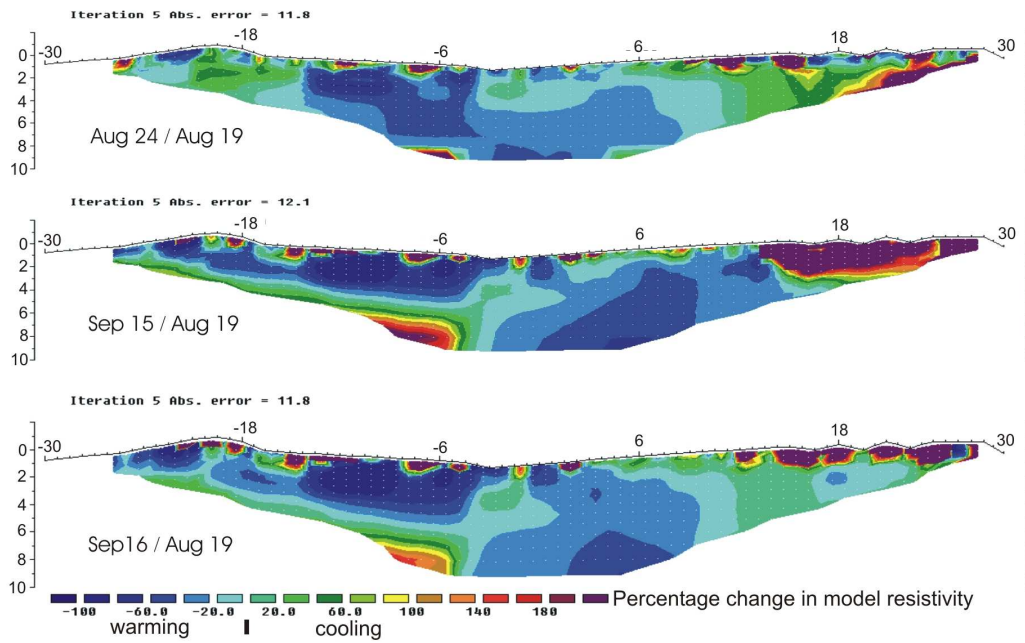 Iteration 5 Abs. error = 11.8
-30 -18 -6 6 18 30
0
2
4
6
8
10
Aug 24 / Aug 19
Iteration 5 Abs. error = 12.1
-30 -18 -6 6 18 30
0
2
4
6
8
10
Sep 15 / Aug 19
Iteration 5 Abs. error = 11.8
-30 -18 -6 6 18 30
0
2
4
6
8
10
Sep16 / Aug 19
-100 -60.0 -20.0 20.0 60.0 100 140 180 Percentage change in model resistivity
warming cooling